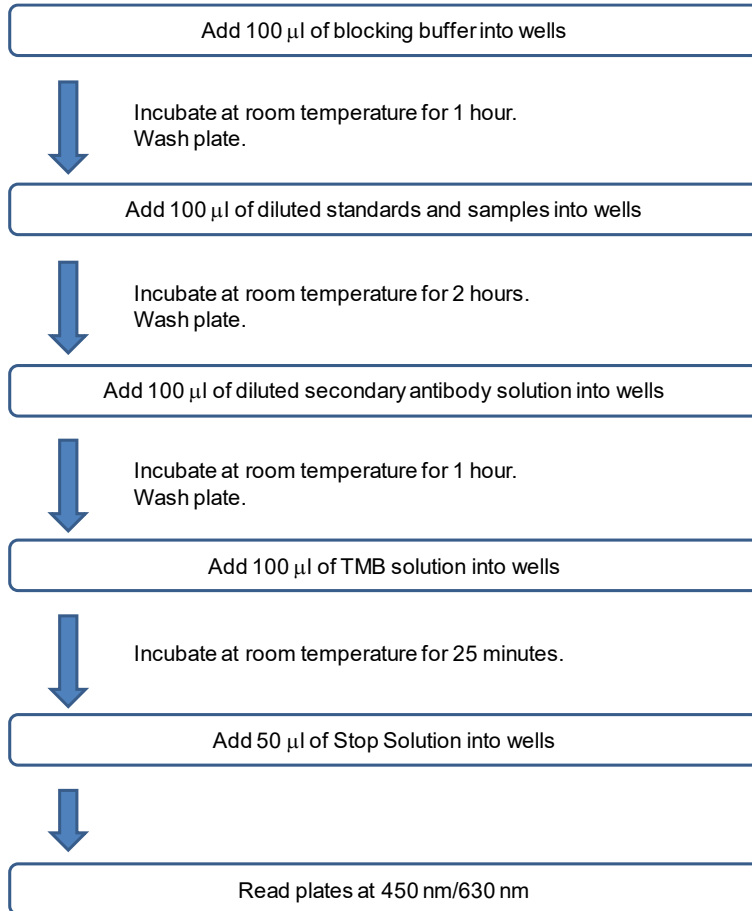 Add 100 μl of blocking buffer into wells
Incubate at room temperature for 1 hour.
Wash plate.
Add 100 μl of diluted standards and samples into wells
Incubate at room temperature for 2 hours.
Wash plate.
Add 100 μl of diluted secondary antibody solution into wells
Incubate at room temperature for 1 hour.
Wash plate.
Add 100 μl of TMB solution into wells
Incubate at room temperature for 25 minutes.
Add 50 μl of Stop Solution into wells
Read plates at 450 nm/630 nm